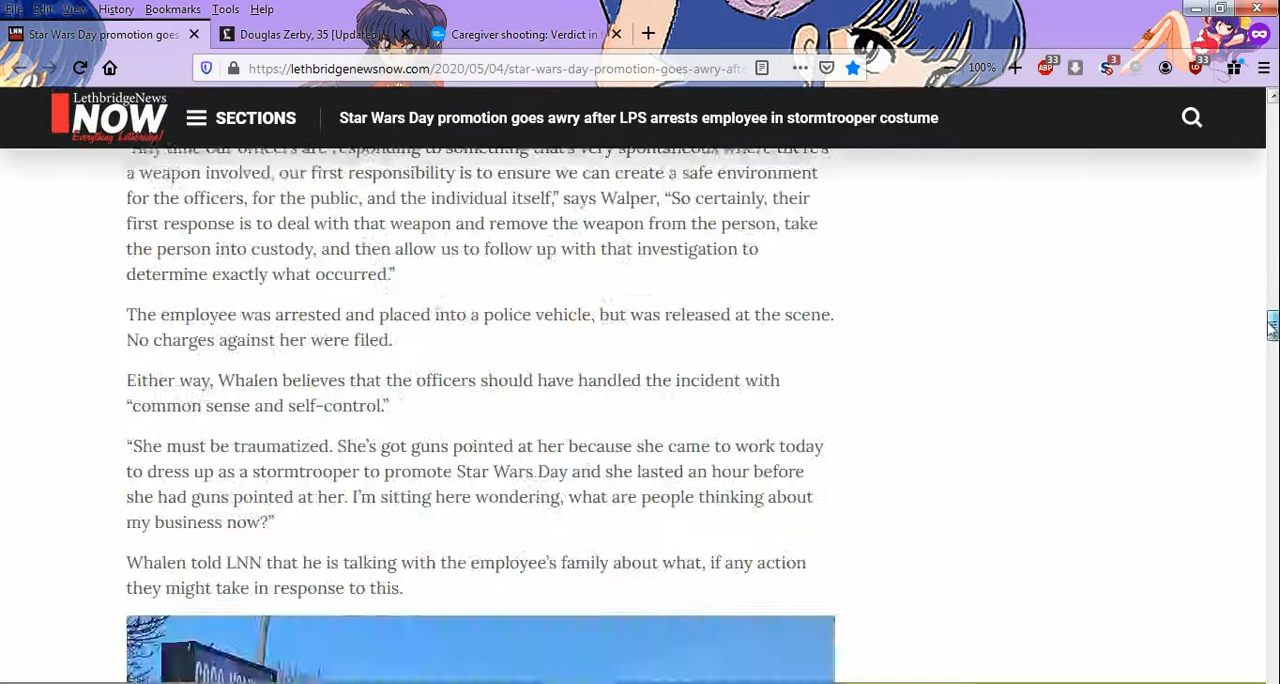 File Edit View History Bookmarks Tools Help
Star Wars Day promotion goes
Douglas Zerby, 35 [Updated]
Caregiver shooting: Verdict in
https://lethbridgenewsnow.com/2020/05/04/star-wars-day-promotion-goes-awry-afte
100%
33
3
33
LethbridgeNews
NOW
Everything Lethbridge!
SECTIONS
Star Wars Day promotion goes awry after LPS arrests employee in stormtrooper costume
"Any time our officers are responding to something that's very spontaneous where there's
a weapon involved, our first responsibility is to ensure we can create a safe environment
for the officers, for the public, and the individual itself,” says Walper, “So certainly, their
first response is to deal with that weapon and remove the weapon from the person, take
the person into custody, and then allow us to follow up with that investigation to
determine exactly what occurred.”
The employee was arrested and placed into a police vehicle, but was released at the scene.
No charges against her were filed.
Either way, Whalen believes that the officers should have handled the incident with
“common sense and self-control.”
“She must be traumatized. She’s got guns pointed at her because she came to work today
to dress up as a stormtrooper to promote Star Wars Day and she lasted an hour before
she had guns pointed at her. I’m sitting here wondering, what are people thinking about
my business now?”
Whalen told LNN that he is talking with the employee’s family about what, if any action
they might take in response to this.